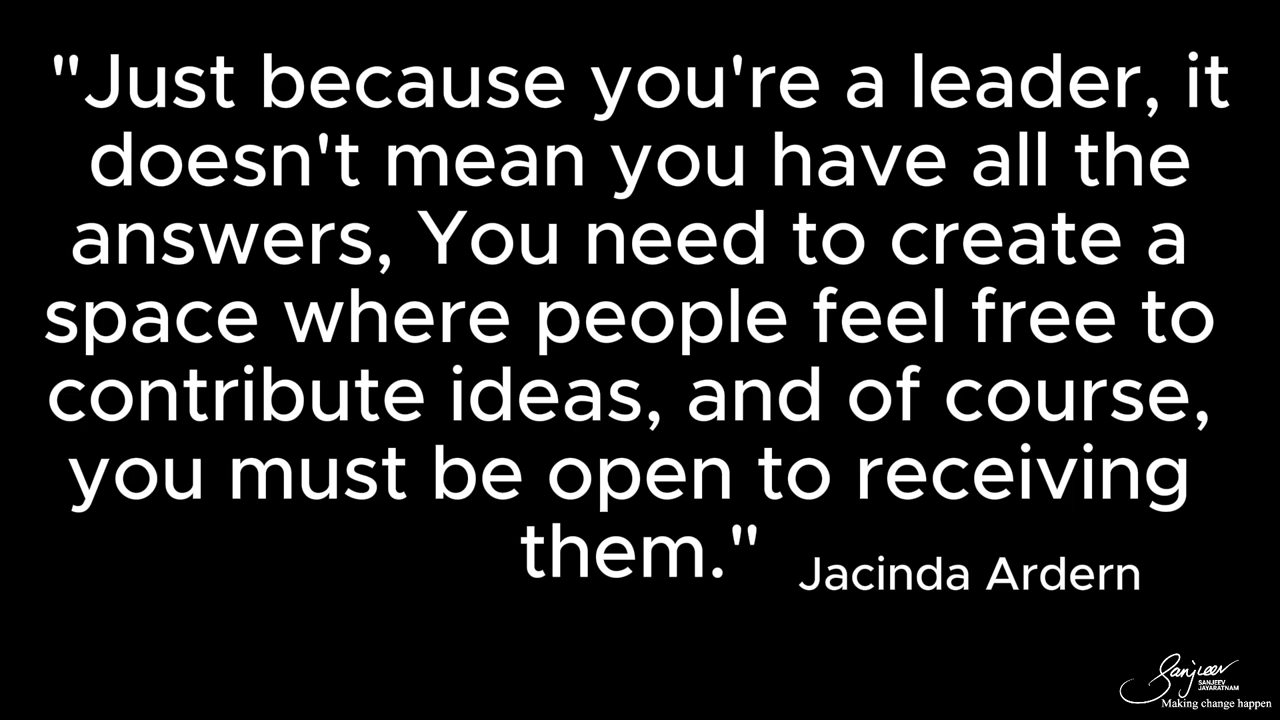 "Just because you're a leader, it
doesn't mean you have all the
answers, You need to create a
space where people feel free to
contribute ideas, and of course,
you must be open to receiving
them."
Jacinda Ardern
Sanjeev
SANJEEV
JAYARATNAM
Making change happen